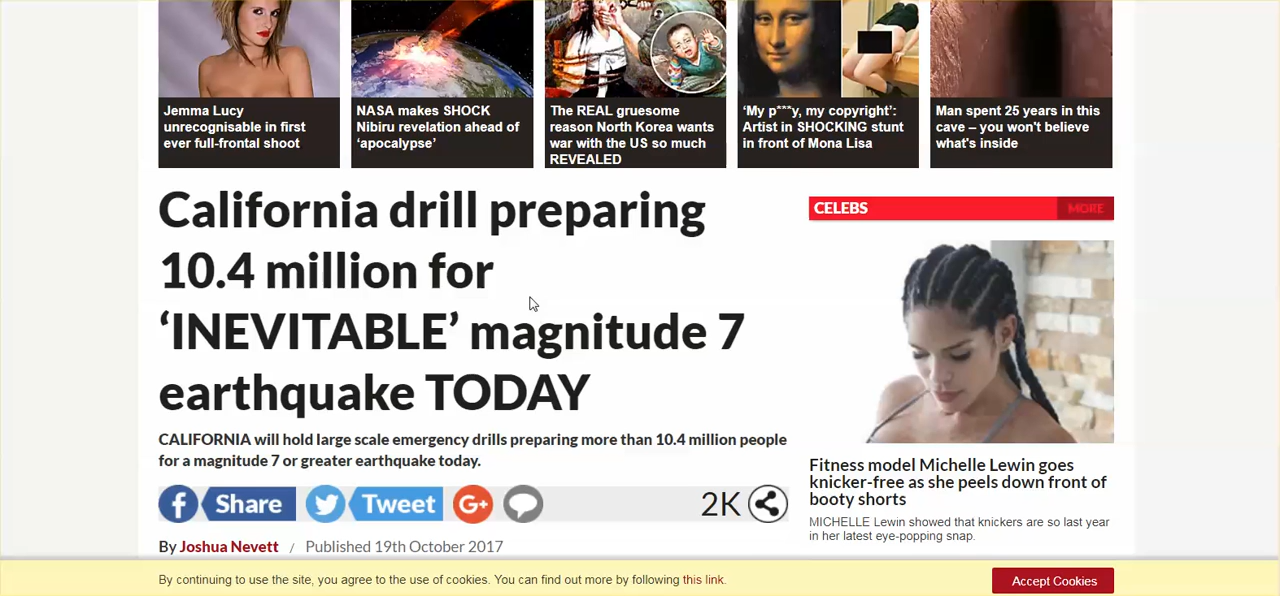 Jemma Lucy
unrecognisable in first
ever full-frontal shoot
NASA makes SHOCK
Nibiru revelation ahead of
‘apocalypse’
The REAL gruesome
reason North Korea wants
war with the US so much
REVEALED
‘My p***y, my copyright’:
Artist in SHOCKING stunt
in front of Mona Lisa
Man spent 25 years in this
cave – you won't believe
what's inside
California drill preparing
10.4 million for
‘INEVITABLE’ magnitude 7
earthquake TODAY
CALIFORNIA will hold large scale emergency drills preparing more than 10.4 million people
for a magnitude 7 or greater earthquake today.
f Share Tweet G+ 2K
By Joshua Nevett / Published 19th October 2017
CELEBS MORE
Fitness model Michelle Lewin goes
knicker-free as she peels down front of
booty shorts
MICHELLE Lewin showed that knickers are so last year
in her latest eye-popping snap.
By continuing to use the site, you agree to the use of cookies. You can find out more by following this link.
Accept Cookies